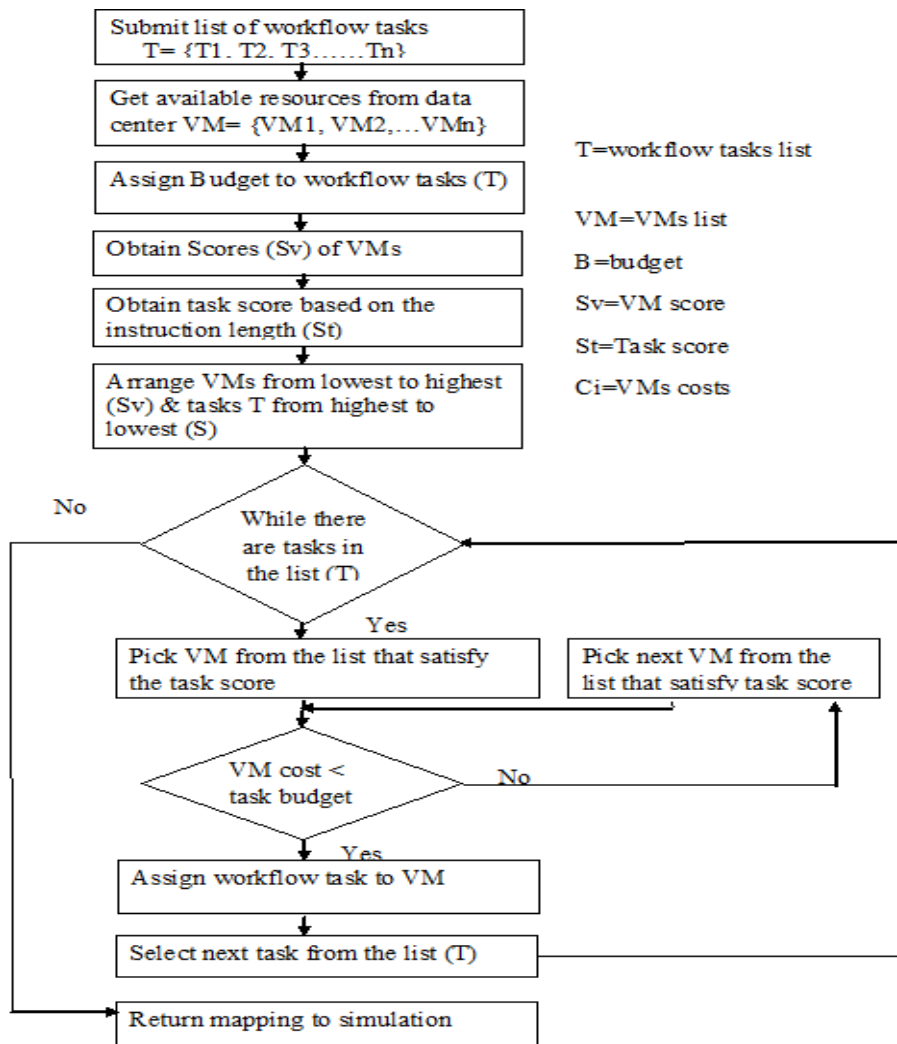 Submit list of workflow tasks
T= {T1, T2, T3……Tn}
Get available resources from data
center VM= {VM1, VM2,…VMn}
Assign Budget to workflow tasks (T)
Obtain Scores (Sv) of VMs
Obtain task score based on the
instruction length (St)
Arrange VMs from lowest to highest
(Sv) & tasks T from highest to
lowest (S)
T=workflow tasks list
VM=VMs list
B=budget
Sv=VM score
St=Task score
Ci=VMs costs
No
While there
are tasks in
the list (T)
Yes
Pick VM from the list that satisfy
the task score
Pick next VM from the
list that satisfy task score
VM cost <
task budget
No
Yes
Assign workflow task to VM
Select next task from the list (T)
Return mapping to simulation